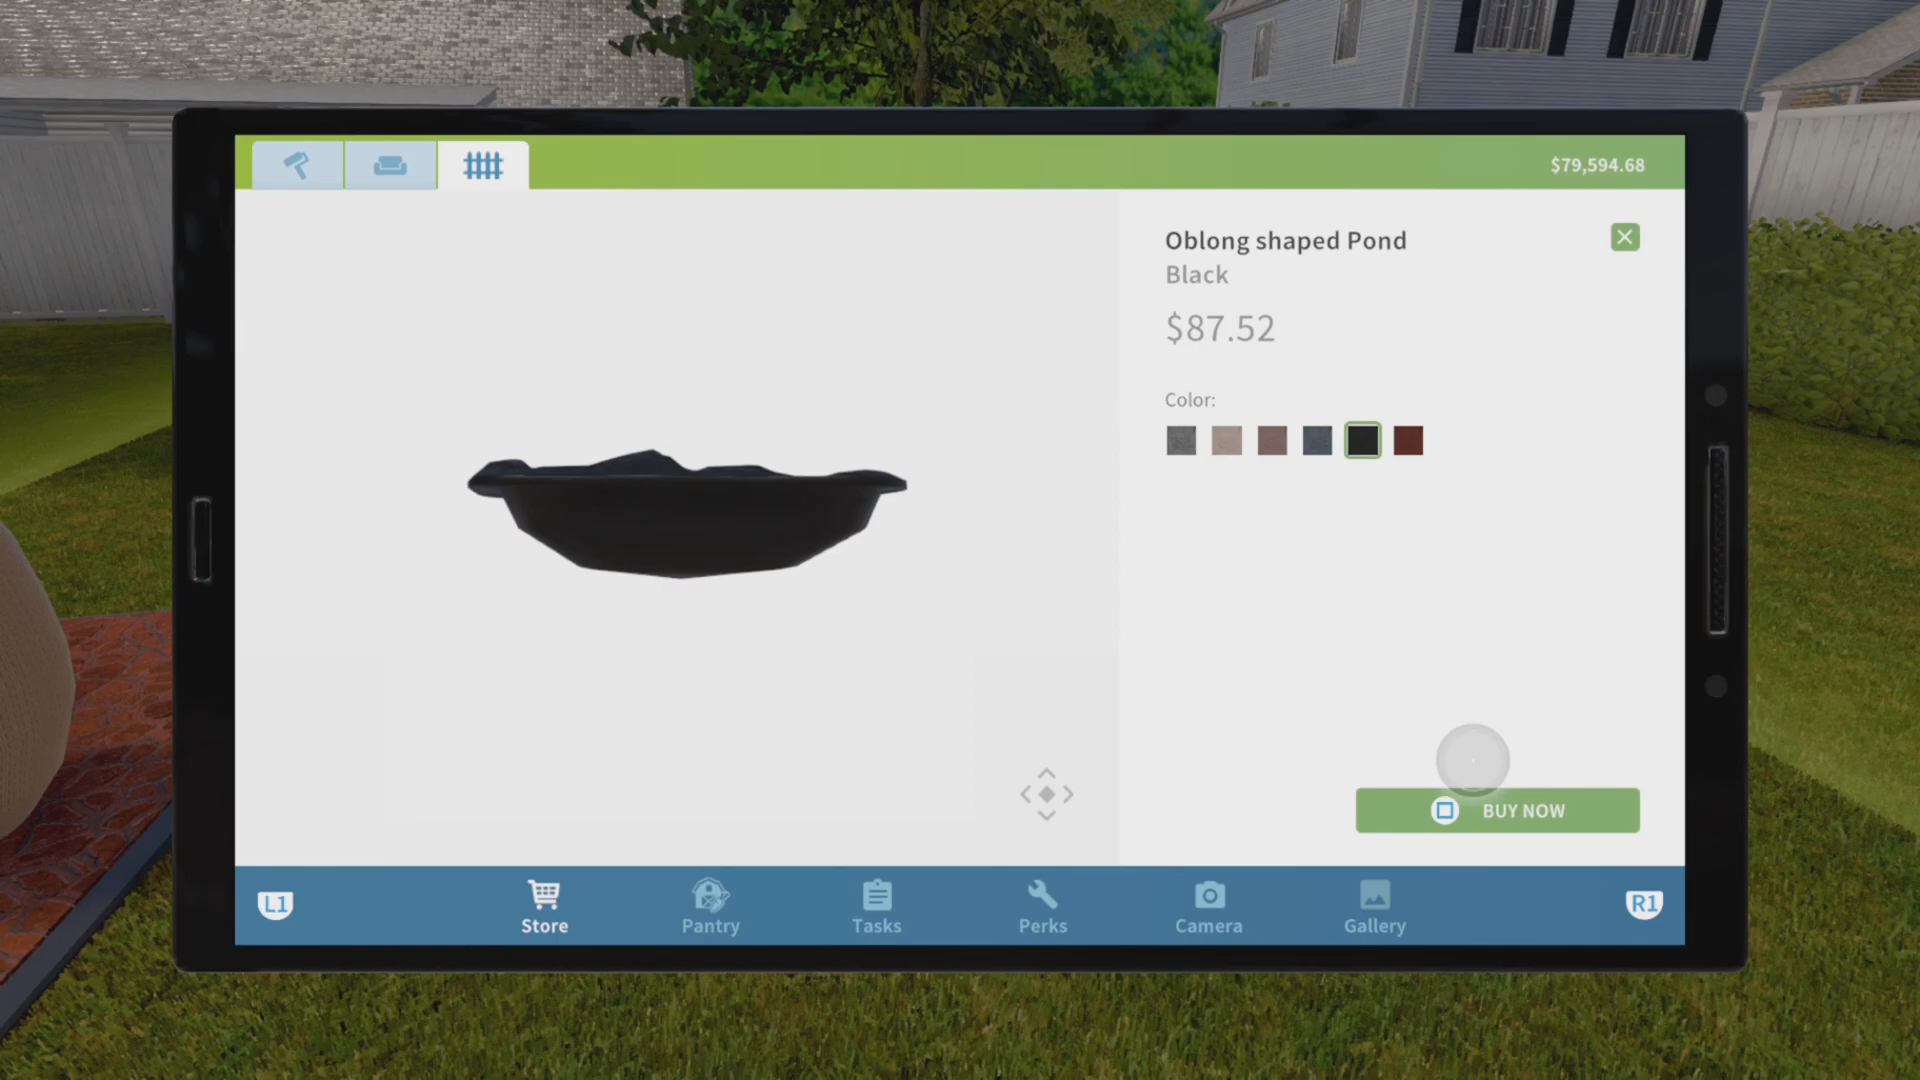 $79,594.68
Oblong shaped Pond
Black
$87.52
Color:
BUY NOW
L1
Store
Pantry
Tasks
Perks
Camera
Gallery
R1